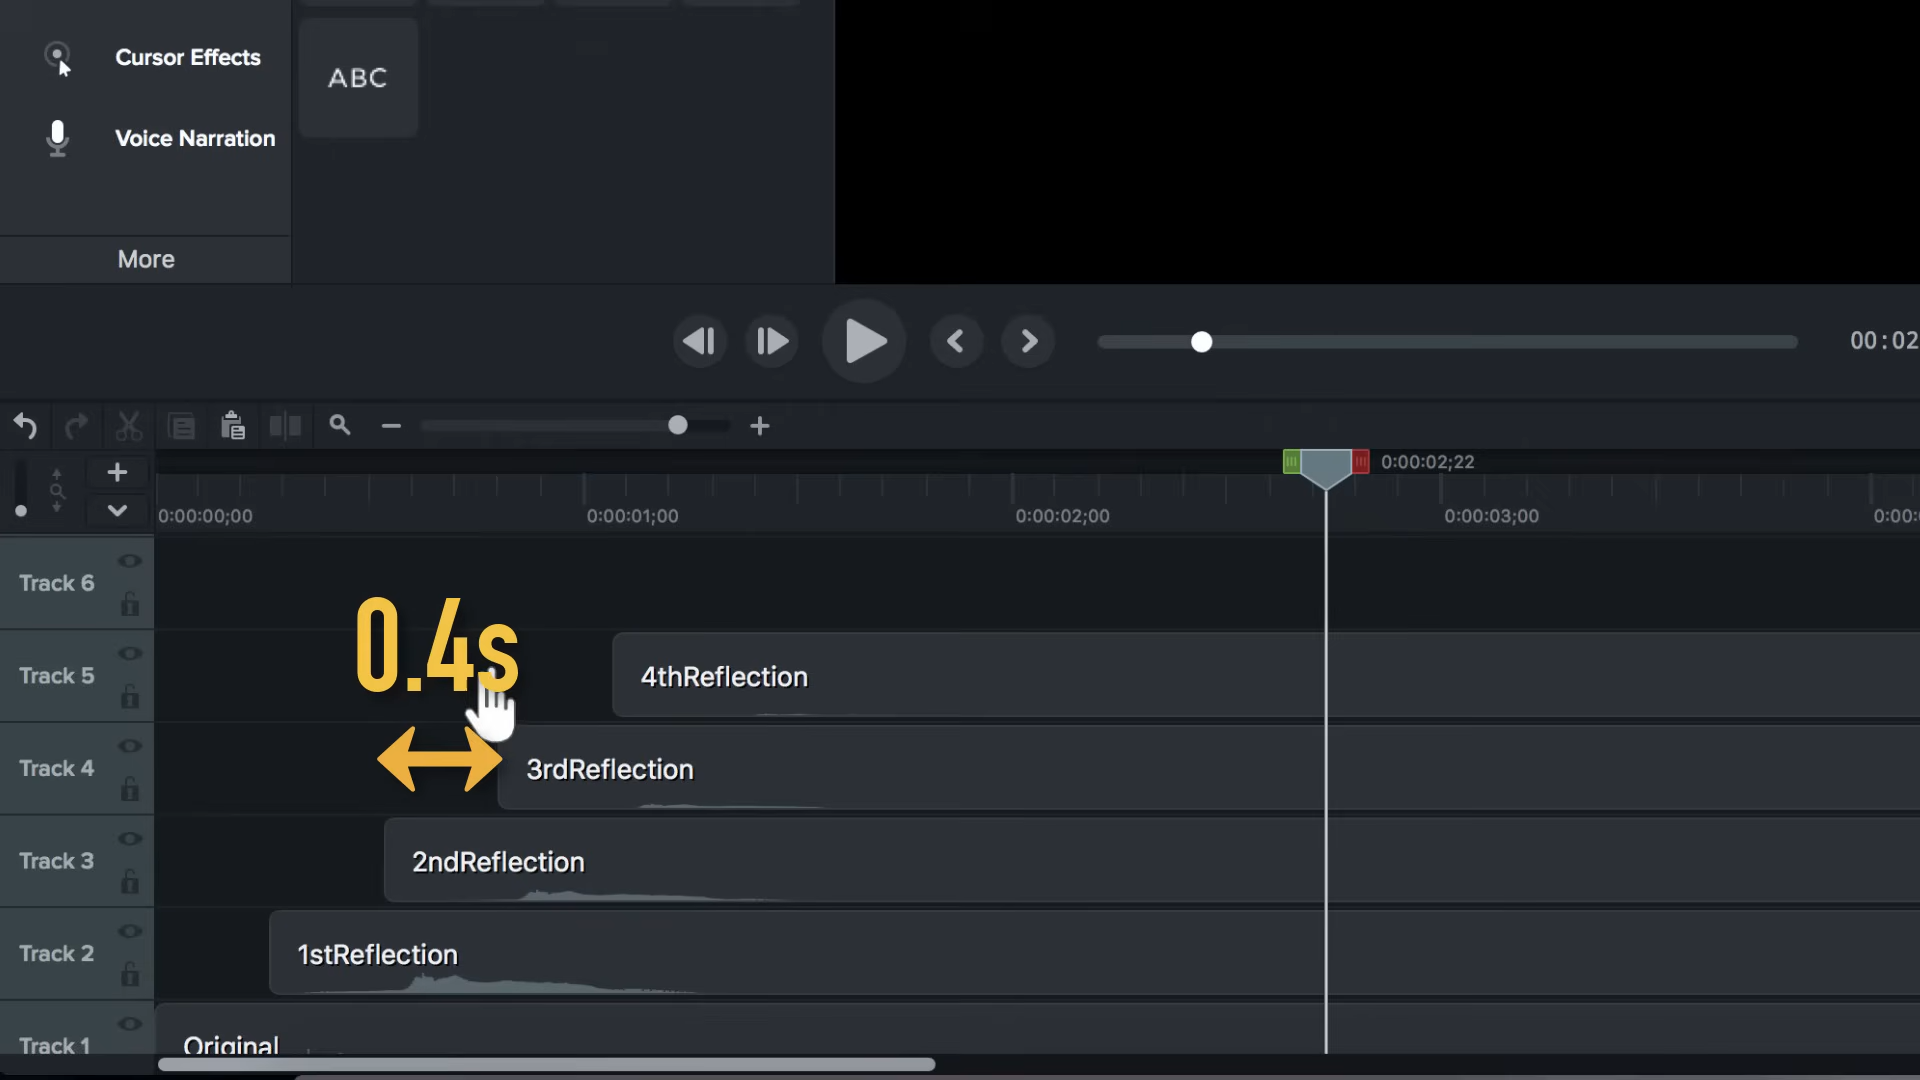 Cursor Effects
ABC
Voice Narration
More
00:02
0:00:02;22
0:00:00;00
0:00:01;00
0:00:02;00
0:00:03;00
0:00:
Track 6
0.4s
Track 5
4thReflection
Track 4
3rdReflection
Track 3
2ndReflection
Track 2
1stReflection
Track 1
Original